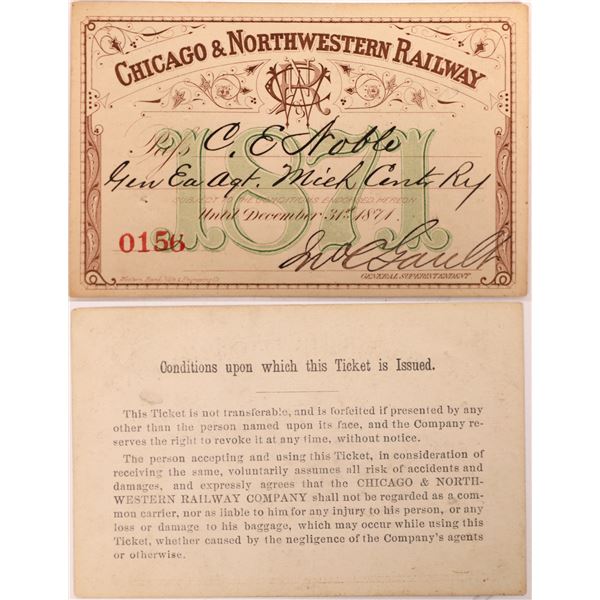 CHICAGO & NORTHWESTERN RAILWAY
1871
Pass C. E Noble
Gen Ea Agt. Mich Centr Ry
SUBJECT TO THE CONDITIONS ENDORSED HEREON
Until December 31st 1871.
0156
Jno C Gault
GENERAL SUPERINTENDENT
Western Bank Note & Engraving Co.
Conditions upon which this Ticket is Issued.
This Ticket is not transferable, and is forfeited if presented by any
other than the person named upon its face, and the Company re-
serves the right to revoke it at any time, without notice.
The person accepting and using this Ticket, in consideration of
receiving the same, voluntarily assumes all risk of accidents and
damages, and expressly agrees that the CHICAGO & NORTH-
WESTERN RAILWAY COMPANY shall not be regarded as a com-
mon carrier, nor as liable to him for any injury to his person, or any
loss or damage to his baggage, which may occur while using this
Ticket, whether caused by the negligence of the Company's agents
or otherwise.